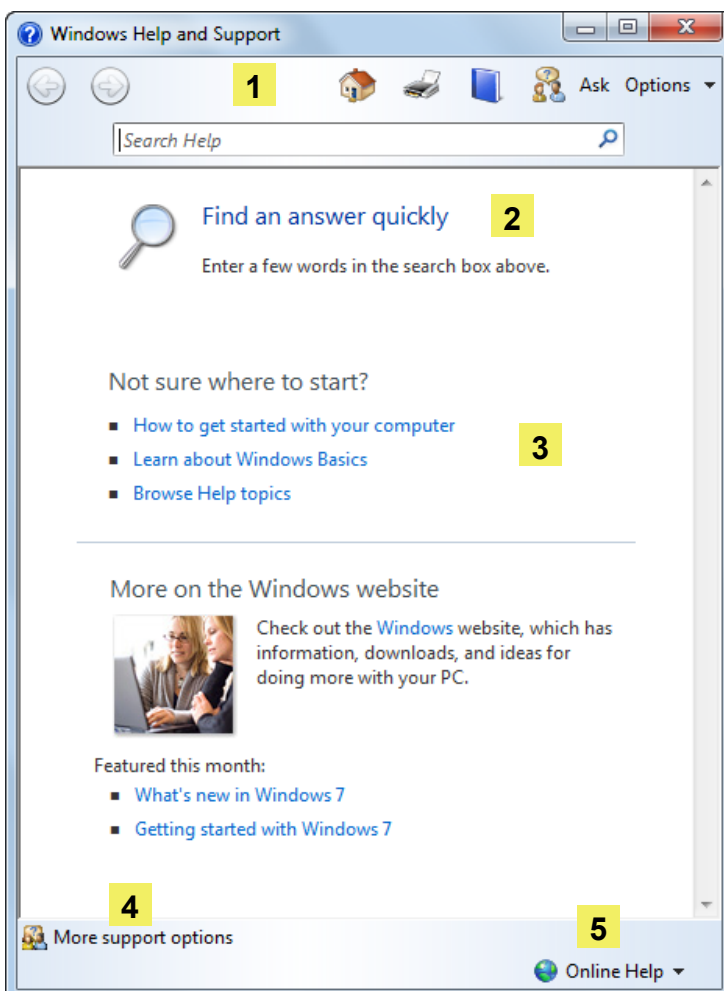 Windows Help and Support
1
Ask Options
Search Help
Find an answer quickly 2
Enter a few words in the search box above.
Not sure where to start?
How to get started with your computer
3
Learn about Windows Basics
Browse Help topics
More on the Windows website
Check out the Windows website, which has
information, downloads, and ideas for
doing more with your PC.
Featured this month:
What's new in Windows 7
Getting started with Windows 7
4
More support options
5
Online Help